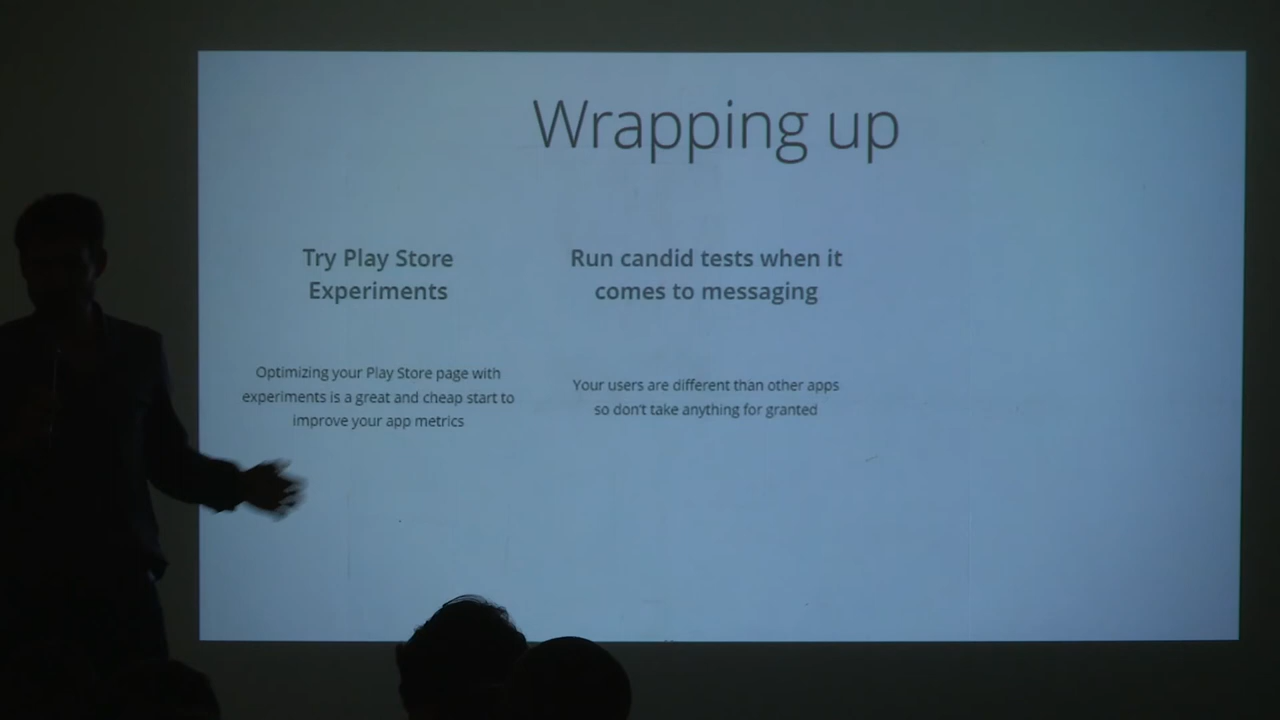 Wrapping up
Try Play Store
Experiments
Optimizing your Play Store page with
experiments is a great and cheap start to
improve your app metrics
Run candid tests when it
comes to messaging
Your users are different than other apps
so don't take anything for granted